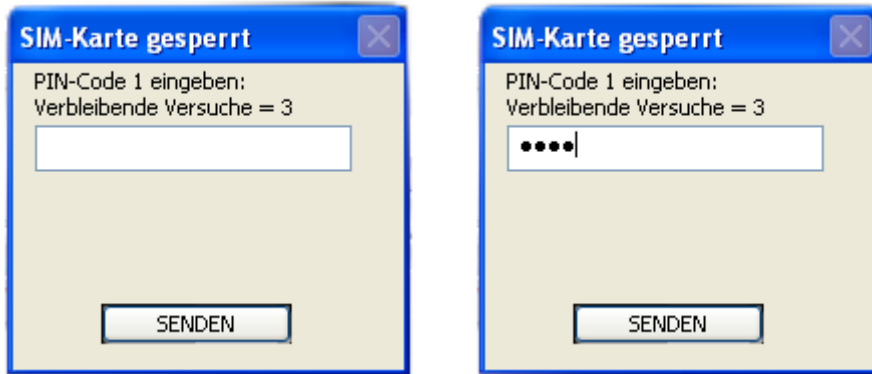 SIM-Karte gesperrt
PIN-Code 1 eingeben:
Verbleibende Versuche = 3
SENDEN
SIM-Karte gesperrt
PIN-Code 1 eingeben:
Verbleibende Versuche = 3
••••
SENDEN